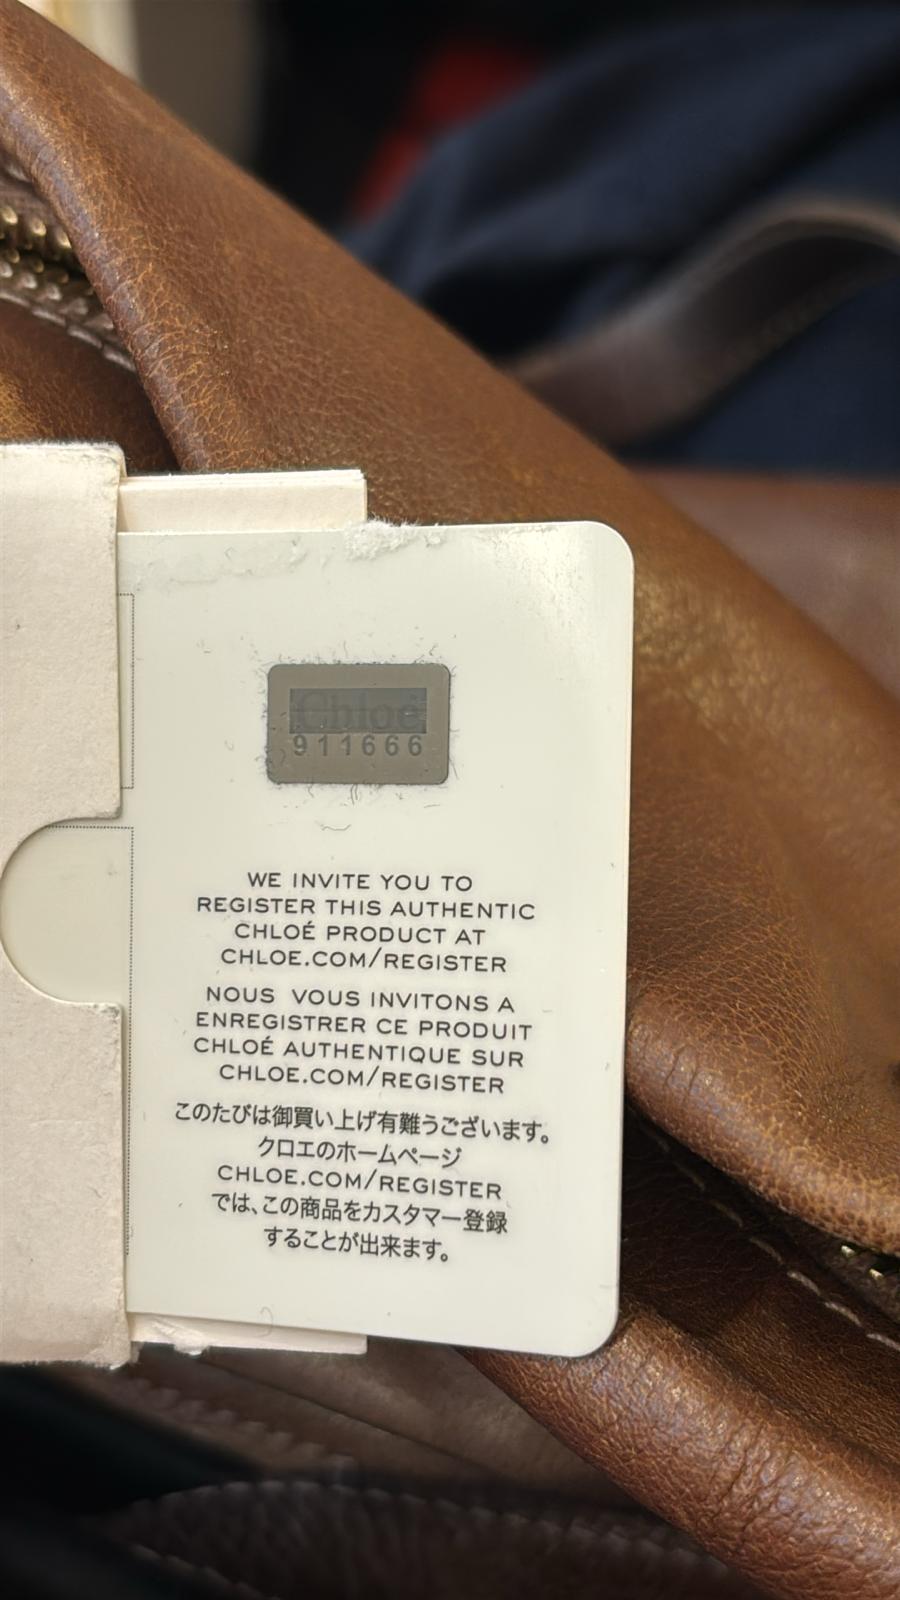 Chloé
911666
WE INVITE YOU TO
REGISTER THIS AUTHENTIC
CHLOÉ PRODUCT AT
CHLOE.COM/REGISTER
NOUS VOUS INVITONS A
ENREGISTRER CE PRODUIT
CHLOÉ AUTHENTIQUE SUR
CHLOE.COM/REGISTER
このたびは御買い上げ有難うございます。
クロエのホームページ
CHLOE.COM/REGISTER
では、この商品をカスタマー登録
することが出来ます。